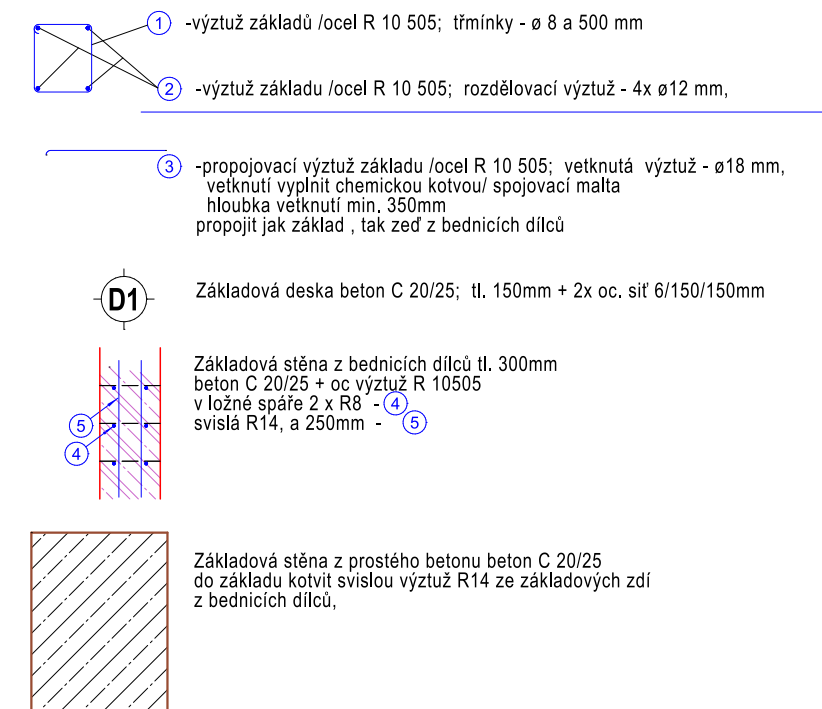 1 -výztuž základů /ocel R 10 505; třmínky - ø 8 a 500 mm
2 -výztuž základu /ocel R 10 505; rozdělovací výztuž - 4x ø12 mm,
3 -propojovací výztuž základu /ocel R 10 505; vetknutá výztuž - ø18 mm,
vetknutí vyplnit chemickou kotvou/ spojovací malta
hloubka vetknutí min. 350mm
propojit jak základ , tak zeď z bednicích dílců
D1 Základová deska beton C 20/25; tl. 150mm + 2x oc. síť 6/150/150mm
Základová stěna z bednicích dílců tl. 300mm
beton C 20/25 + oc výztuž R 10505
v ložné spáře 2 x R8 - 4
svislá R14, a 250mm - 5
5
4
Základová stěna z prostého betonu beton C 20/25
do základu kotvit svislou výztuž R14 ze základových zdí
z bednicích dílců,